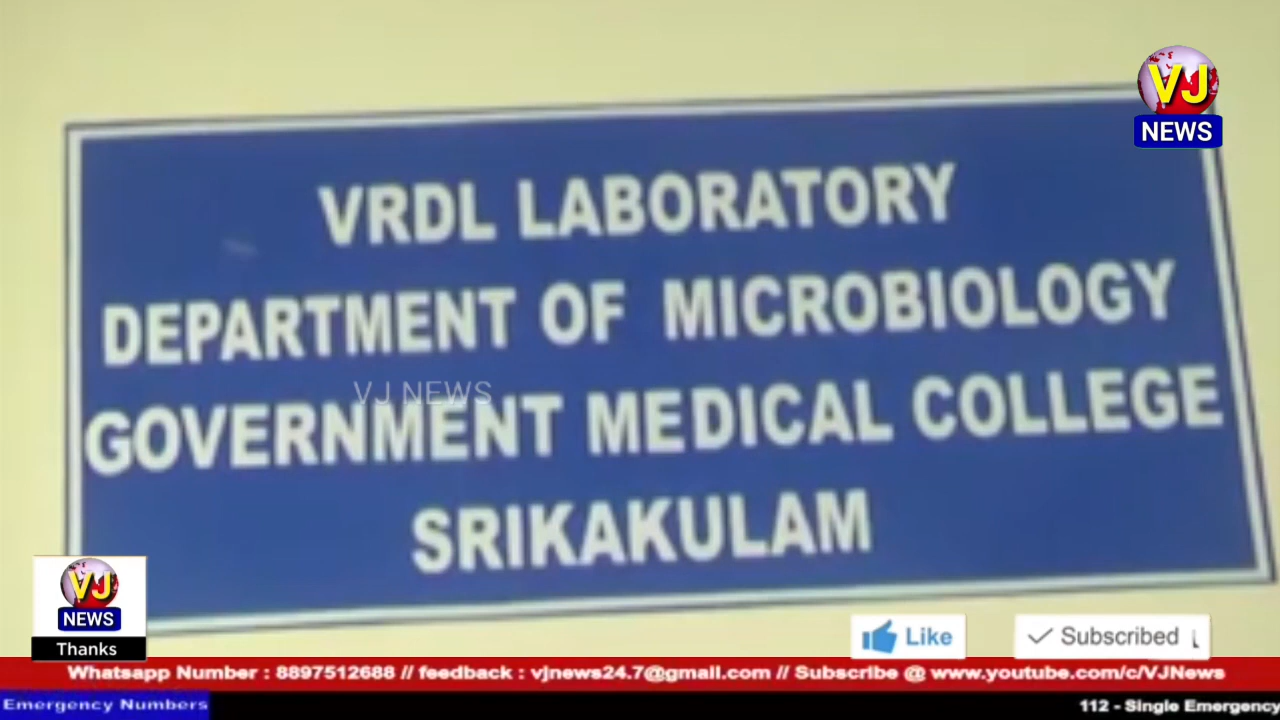 VJ
NEWS
VRDL LABORATORY
DEPARTMENT OF MICROBIOLOGY
VJ NEWS
GOVERNMENT MEDICAL COLLEGE
SRIKAKULAM
VJ
NEWS
Thanks
Like
Subscribed
Whatsapp Number : 8897512688 // feedback : vjnews24.7@gmail.com // Subscribe @ www.youtube.com/c/VJNews
Emergency Numbers
112 - Single Emergency